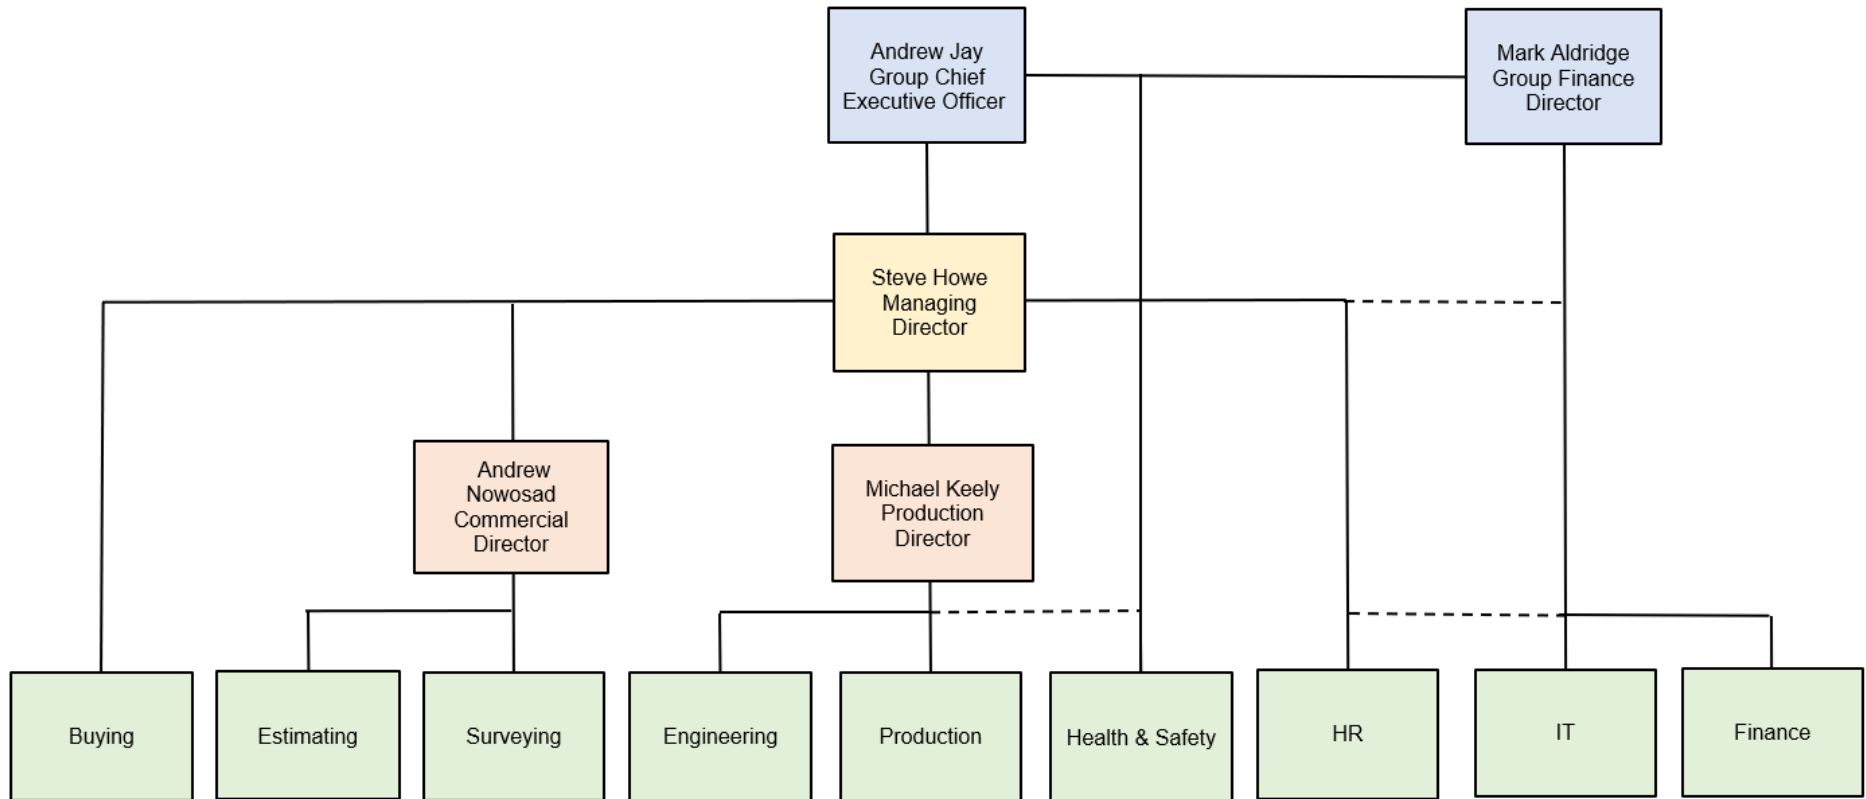 Andrew Jay
Group Chief
Executive Officer
Mark Aldridge
Group Finance
Director
Steve Howe
Managing
Director
Andrew
Nowosad
Commercial
Director
Michael Keely
Production
Director
Buying
Estimating
Surveying
Engineering
Production
Health & Safety
HR
IT
Finance